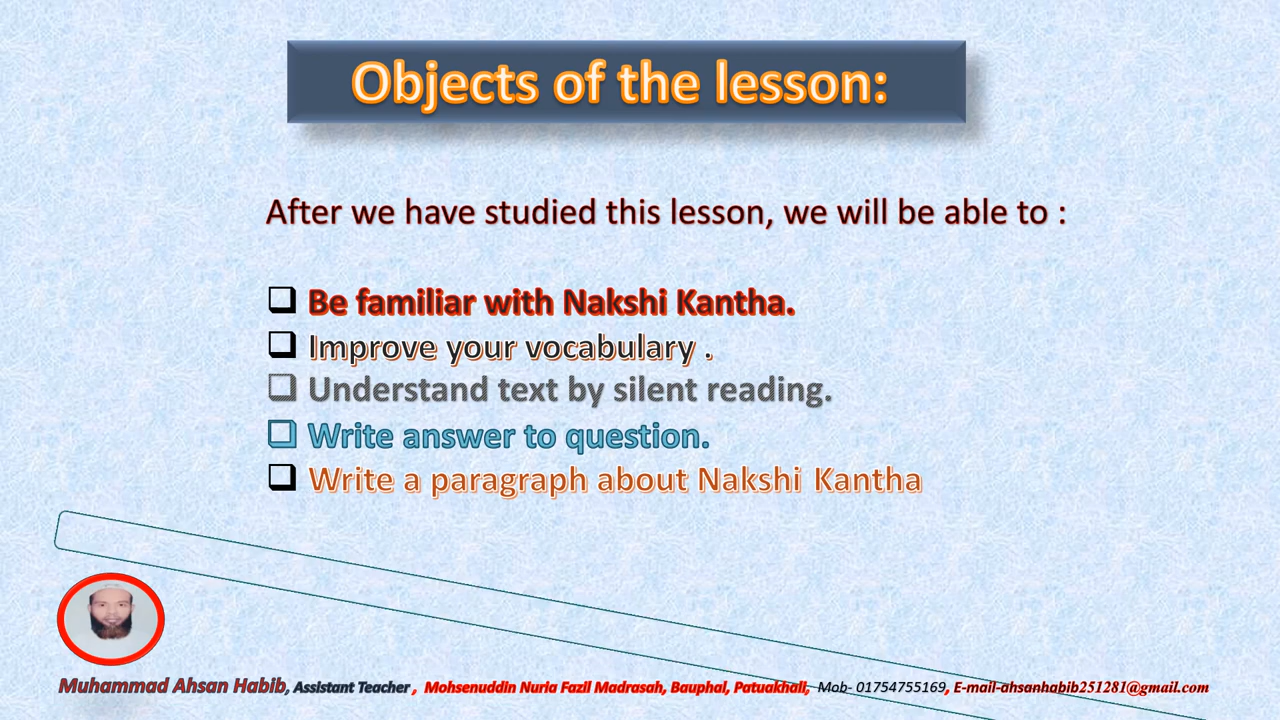 Objects of the lesson:
After we have studied this lesson, we will be able to :
❑ Be familiar with Nakshi Kantha.
❑ Improve your vocabulary .
❑ Understand text by silent reading.
❑ Write answer to question.
❑ Write a paragraph about Nakshi Kantha
Muhammad Ahsan Habib, Assistant Teacher , Mohsenuddin Nuria Fazil Madrasah, Bauphal, Patuakhali, Mob- 01754755169, E-mail-ahsanhabib251281@gmail.com